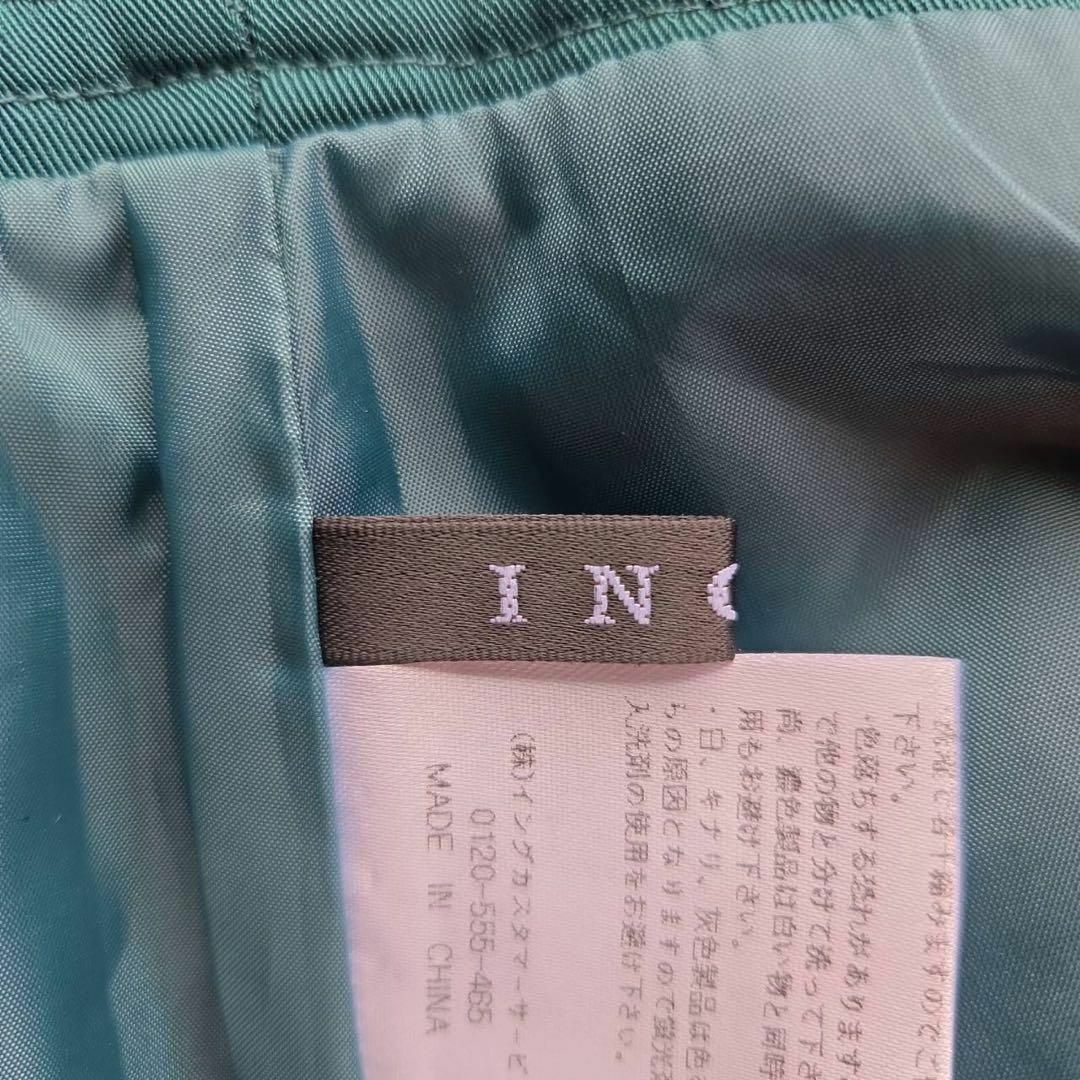 IN
下さい。
・色落ちする恐れがあります
で他の物と分けて洗って下さ
尚、濃色製品は白い物と同時
用もお避け下さい。
・白、キナリ、灰色製品は色
ちの原因となりますので蛍光
入洗剤の使用をお避け下さい。
(株)イングカスタマーサービ
0120-555-465
MADE IN CHINA